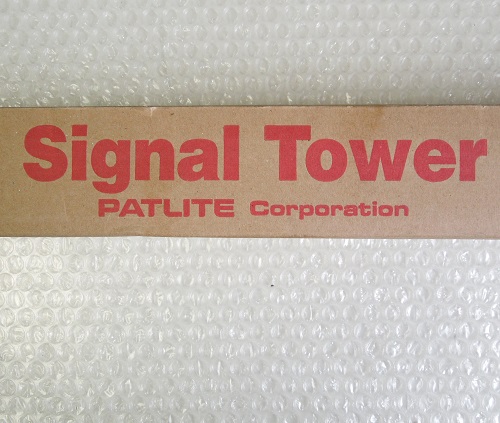 Signal Tower
PATLITE Corporation